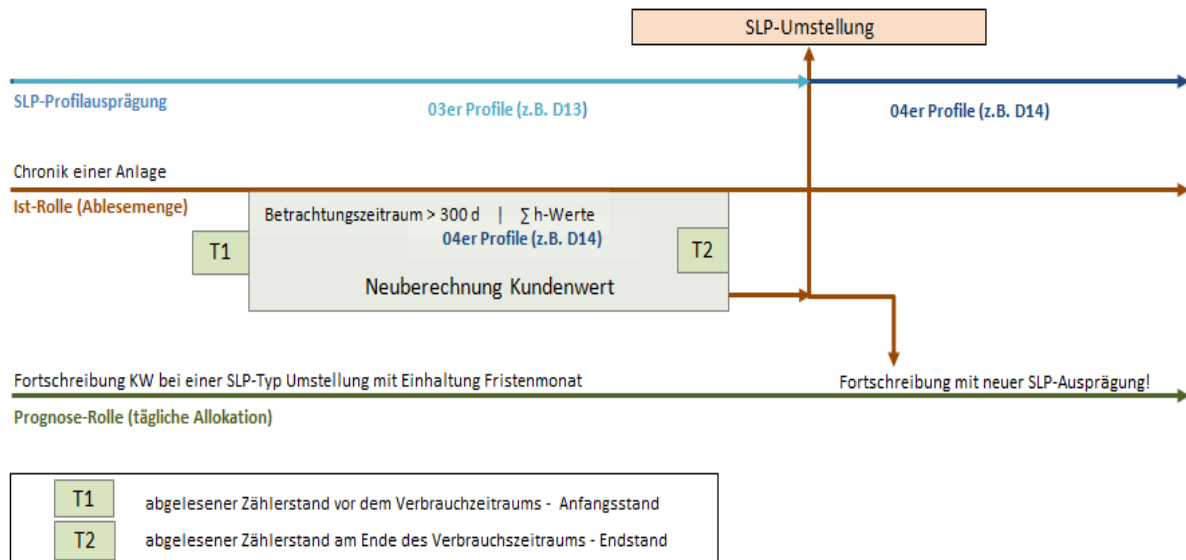 SLP-Umstellung
SLP-Profilausprägung
03er Profile (z.B. D13)
04er Profile (z.B. D14)
Chronik einer Anlage
Ist-Rolle (Ablesemenge)
Betrachtungszeitraum > 300 d | ∑ h-Werte
04er Profile (z.B. D14)
T1
T2
Neuberechnung Kundenwert
Fortschreibung KW bei einer SLP-Typ Umstellung mit Einhaltung Fristenmonat
Fortschreibung mit neuer SLP-Ausprägung!
Prognose-Rolle (tägliche Allokation)
T1 abgelesener Zählerstand vor dem Verbrauchzeitraums - Anfangsstand
T2 abgelesener Zählerstand am Ende des Verbrauchszeitraums - Endstand